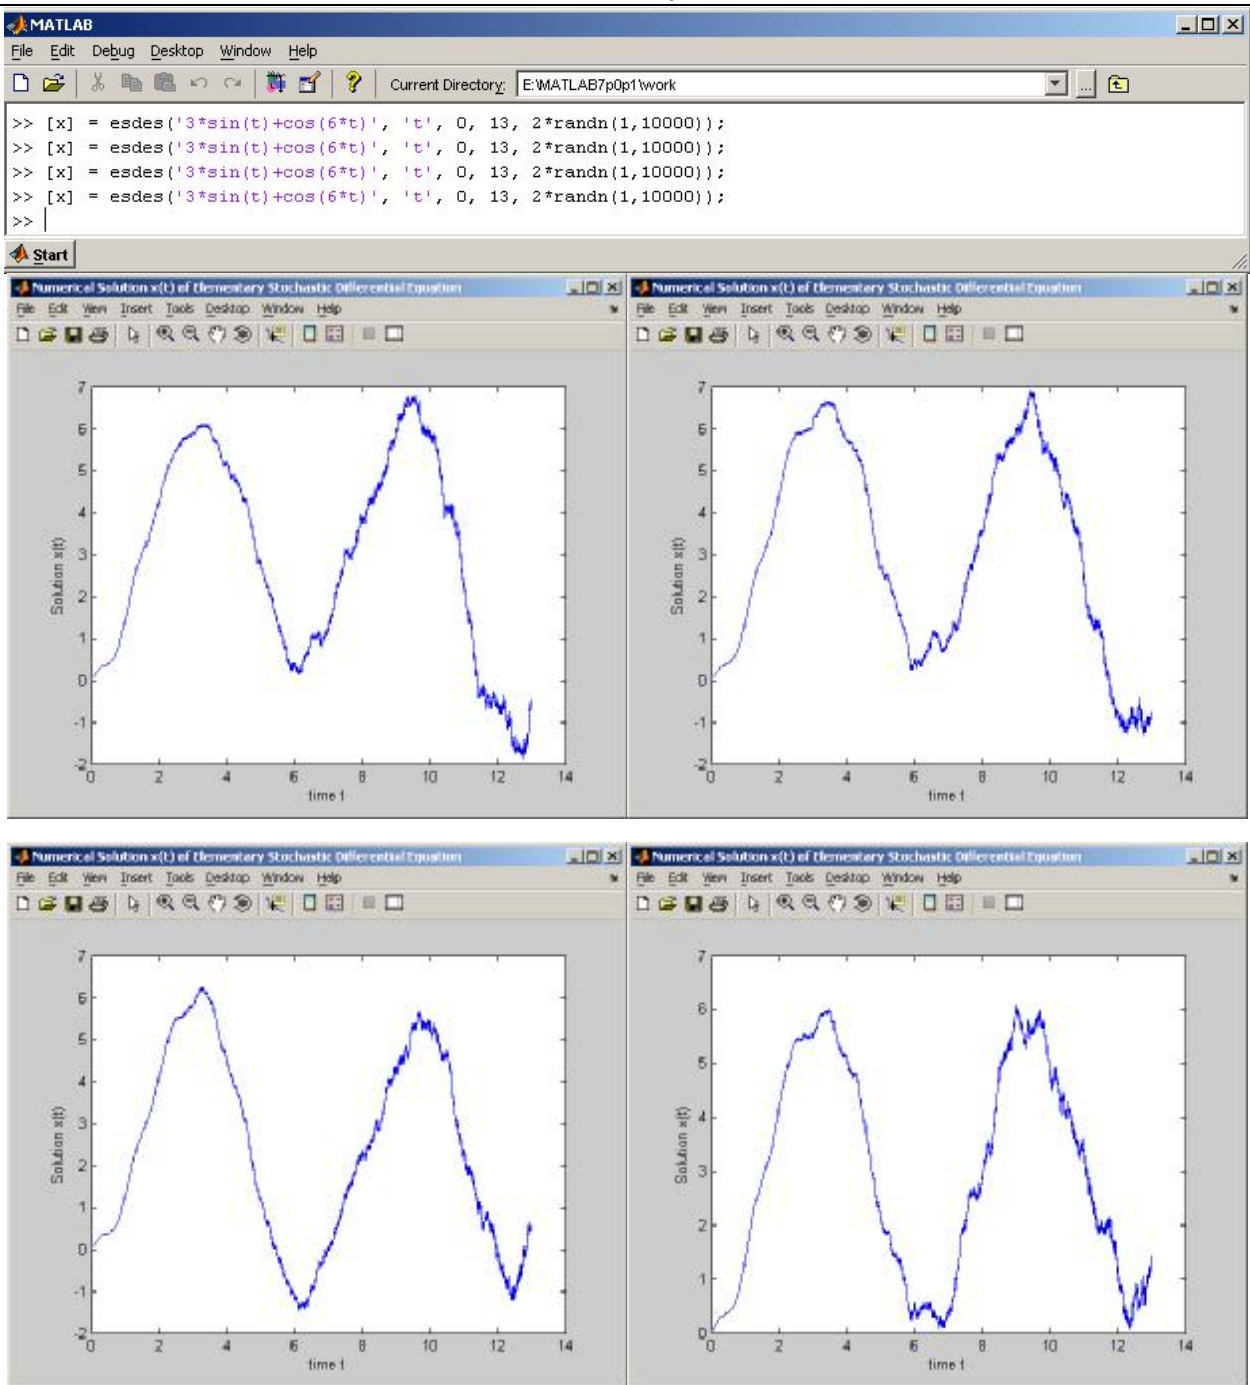 MATLAB
File Edit Debug Desktop Window Help
Current Directory: E:\MATLAB7p0p1\work
>> [x] = esdes('3*sin(t)+cos(6*t)', 't', 0, 13, 2*randn(1,10000));
>> [x] = esdes('3*sin(t)+cos(6*t)', 't', 0, 13, 2*randn(1,10000));
>> [x] = esdes('3*sin(t)+cos(6*t)', 't', 0, 13, 2*randn(1,10000));
>> [x] = esdes('3*sin(t)+cos(6*t)', 't', 0, 13, 2*randn(1,10000));
>>
Start
Numerical Solution x(t) of Elementary Stochastic Differential Equation
File Edit View Insert Tools Desktop Window Help
7
6
5
4
3
2
1
0
-1
-2
Solution x(t)
0 2 4 6 8 10 12 14
time t
Numerical Solution x(t) of Elementary Stochastic Differential Equation
File Edit View Insert Tools Desktop Window Help
7
6
5
4
3
2
1
0
-1
-2
Solution x(t)
0 2 4 6 8 10 12 14
time t
Numerical Solution x(t) of Elementary Stochastic Differential Equation
File Edit View Insert Tools Desktop Window Help
7
6
5
4
3
2
1
0
-1
-2
Solution x(t)
0 2 4 6 8 10 12 14
time t
Numerical Solution x(t) of Elementary Stochastic Differential Equation
File Edit View Insert Tools Desktop Window Help
7
6
5
4
3
2
1
0
Solution x(t)
0 2 4 6 8 10 12 14
time t